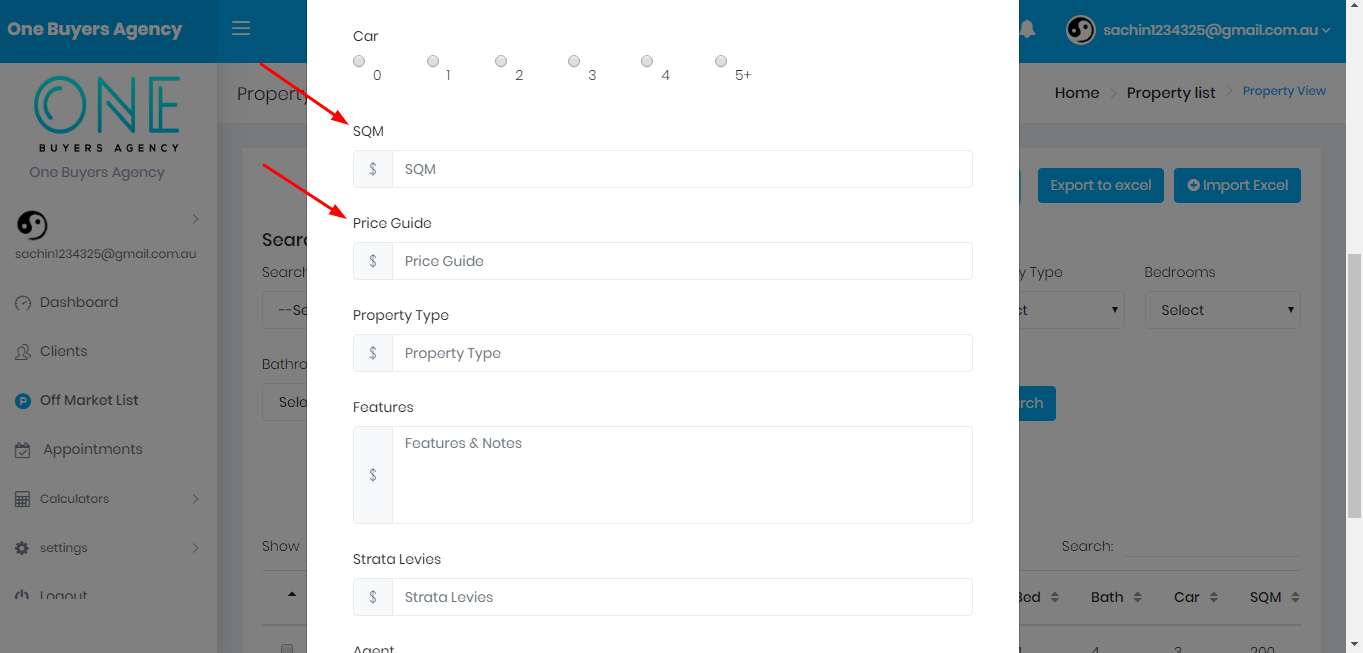 One Buyers Agency
sachin1234325@gmail.com.au
ONE
BUYERS AGENCY
One Buyers Agency
sachin1234325@gmail.com.au
Dashboard
Clients
P
Off Market List
Appointments
Calculators
settings
Logout
Property
Home
Property list
Property View
Export to excel
Import Excel
Sear
Search
--Se
y Type
ct
Bedrooms
Select
Bathro
Sele
rch
Show
Search:
Bed
Bath
Car
SQM
4
3
200
Car
0 1 2 3 4 5+
SQM
$ SQM
Price Guide
$ Price Guide
Property Type
$ Property Type
Features
$ Features & Notes
Strata Levies
$ Strata Levies
Agent